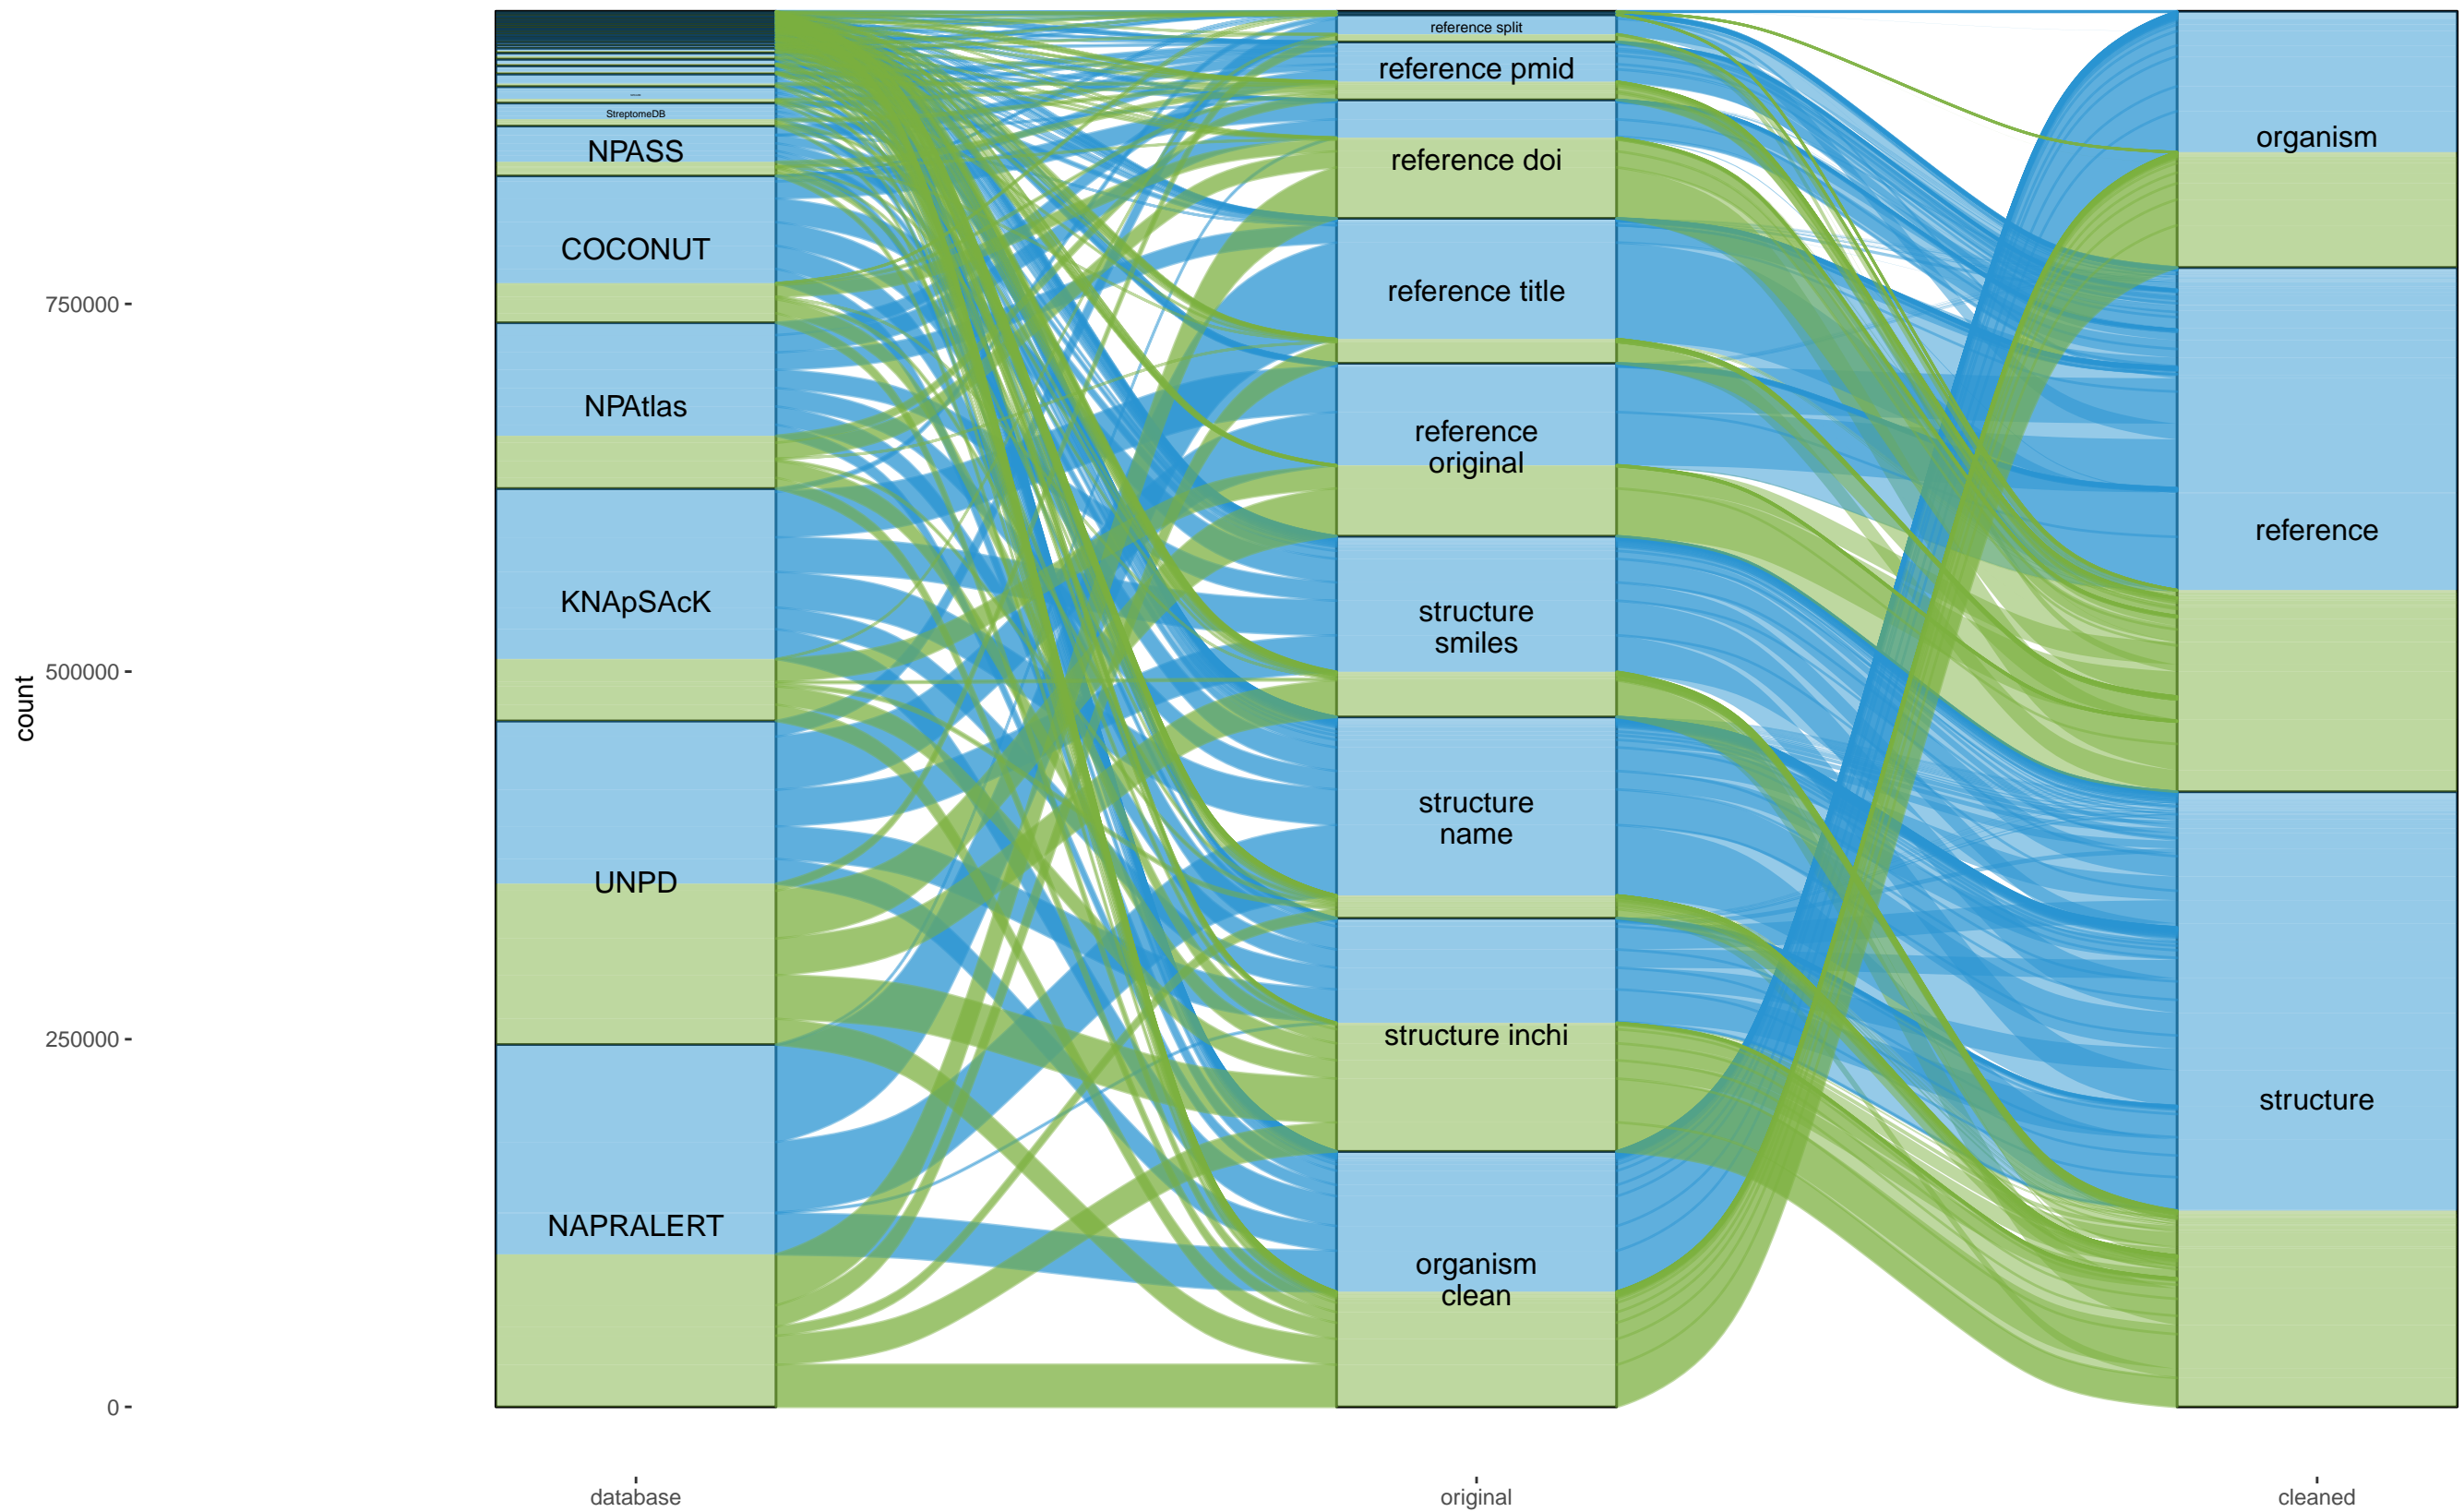 count
750000
500000
250000
0
StreptomeDB
NPASS
COCONUT
NPAtlas
KNApSAcK
UNPD
NAPRALERT
reference split
reference pmid
reference doi
reference title
reference
original
structure
smiles
structure
name
structure inchi
organism
clean
organism
reference
structure
database
original
cleaned